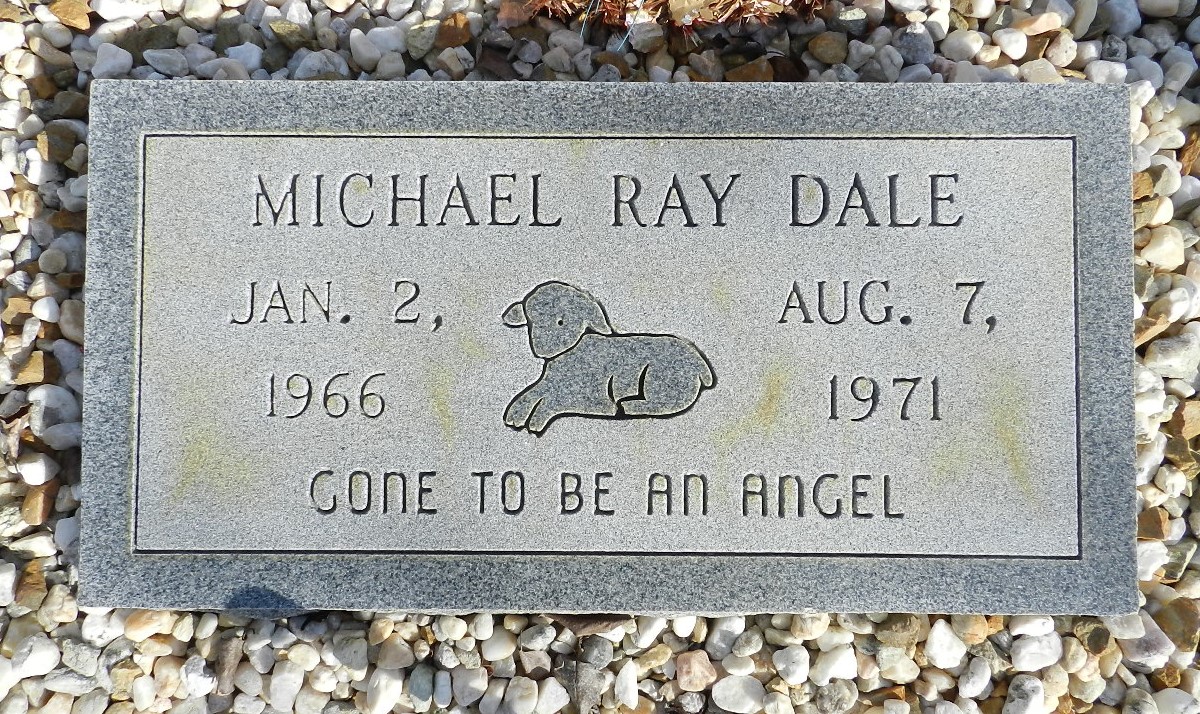 MICHAEL RAY DALE
JAN. 2, AUG. 7,
1966 1971
GONE TO BE AN ANGEL